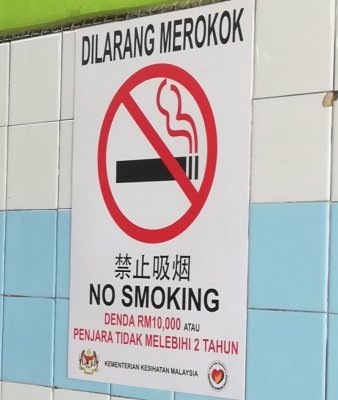 DILARANG MEROKOK
禁止吸烟
NO SMOKING
DENDA RM10,000 ATAU
PENJARA TIDAK MELEBIHI 2 TAHUN
KEMENTERIAN KESIHATAN MALAYSIA